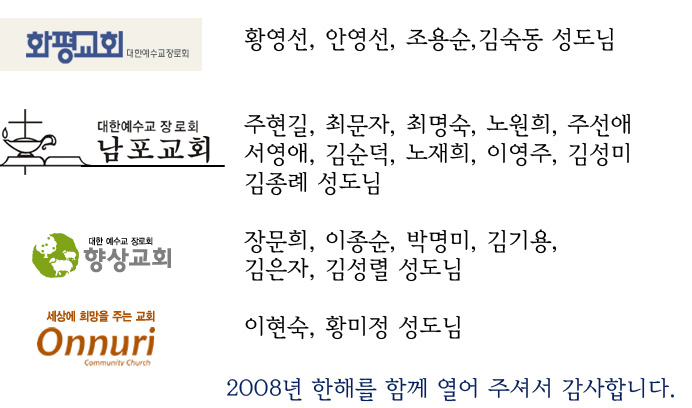 화평교회 대한예수교장로회
황영선, 안영선, 조용순,김숙동 성도님
대한예수교 장로회
남포교회
주현길, 최문자, 최명숙, 노원희, 주선애
서영애, 김순덕, 노재희, 이영주, 김성미
김종례 성도님
대한 예수교 장로회
향상교회
장문희, 이종순, 박명미, 김기용,
김은자, 김성렬 성도님
세상에 희망을 주는 교회
Onnuri
Community Church
이현숙, 황미정 성도님
2008년 한해를 함께 열어 주셔서 감사합니다.